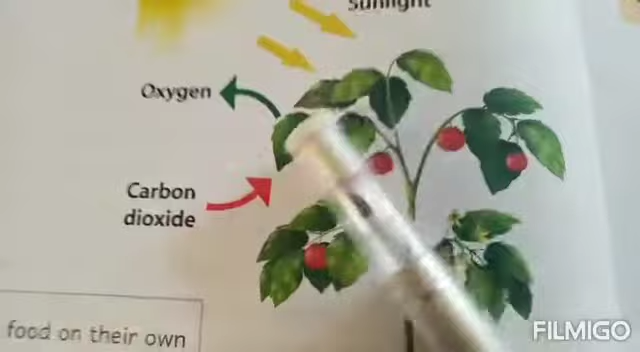 Sunlight
Oxygen
Carbon
dioxide
food on their own
FILMIGO